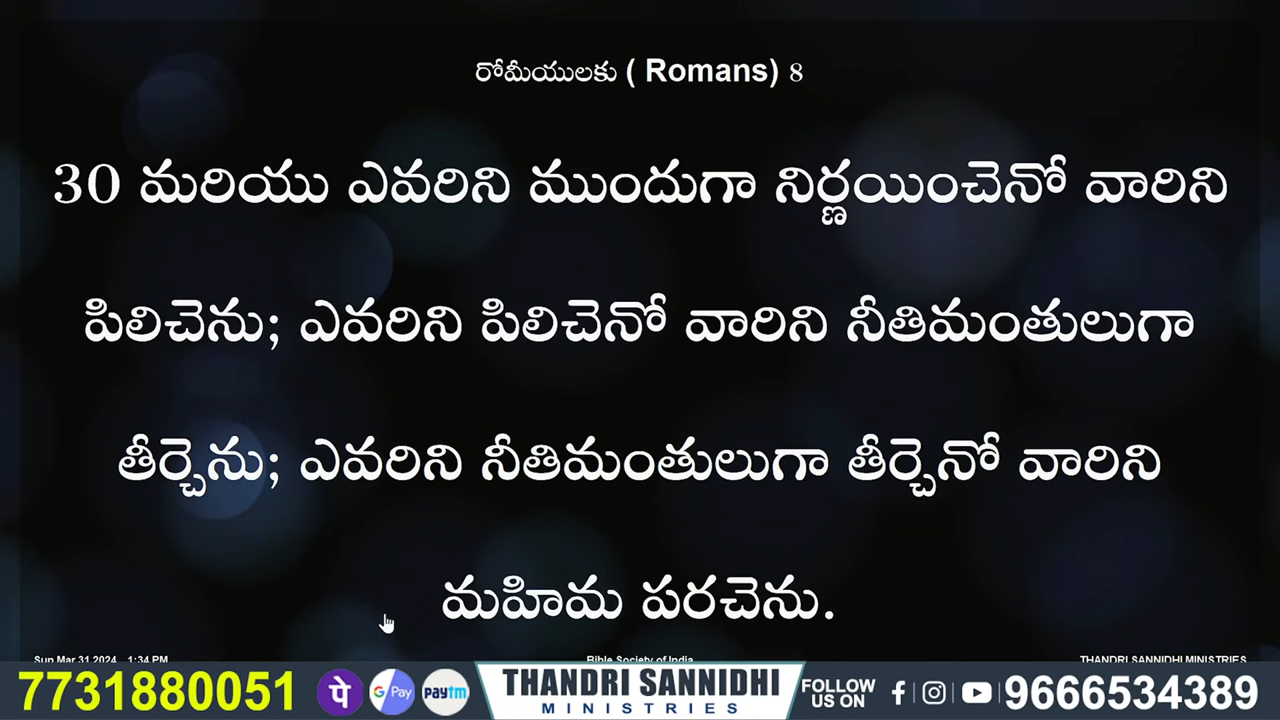 రోమీయులకు ( Romans) 8
30 మరియు ఎవరిని ముందుగా నిర్ణయించెనో వారిని
పిలిచెను; ఎవరిని పిలిచెనో వారిని నీతిమంతులుగా
తీర్చెను; ఎవరిని నీతిమంతులుగా తీర్చెనో వారిని
మహిమ పరచెను.
Sun Mar 31 2024 1:34 PM
Bible Society of India
THANDRI SANNIDHI MINISTRIES
7731880051
पे
G Pay
paytm
THANDRI SANNIDHI
MINISTRIES
FOLLOW
US ON
9666534389